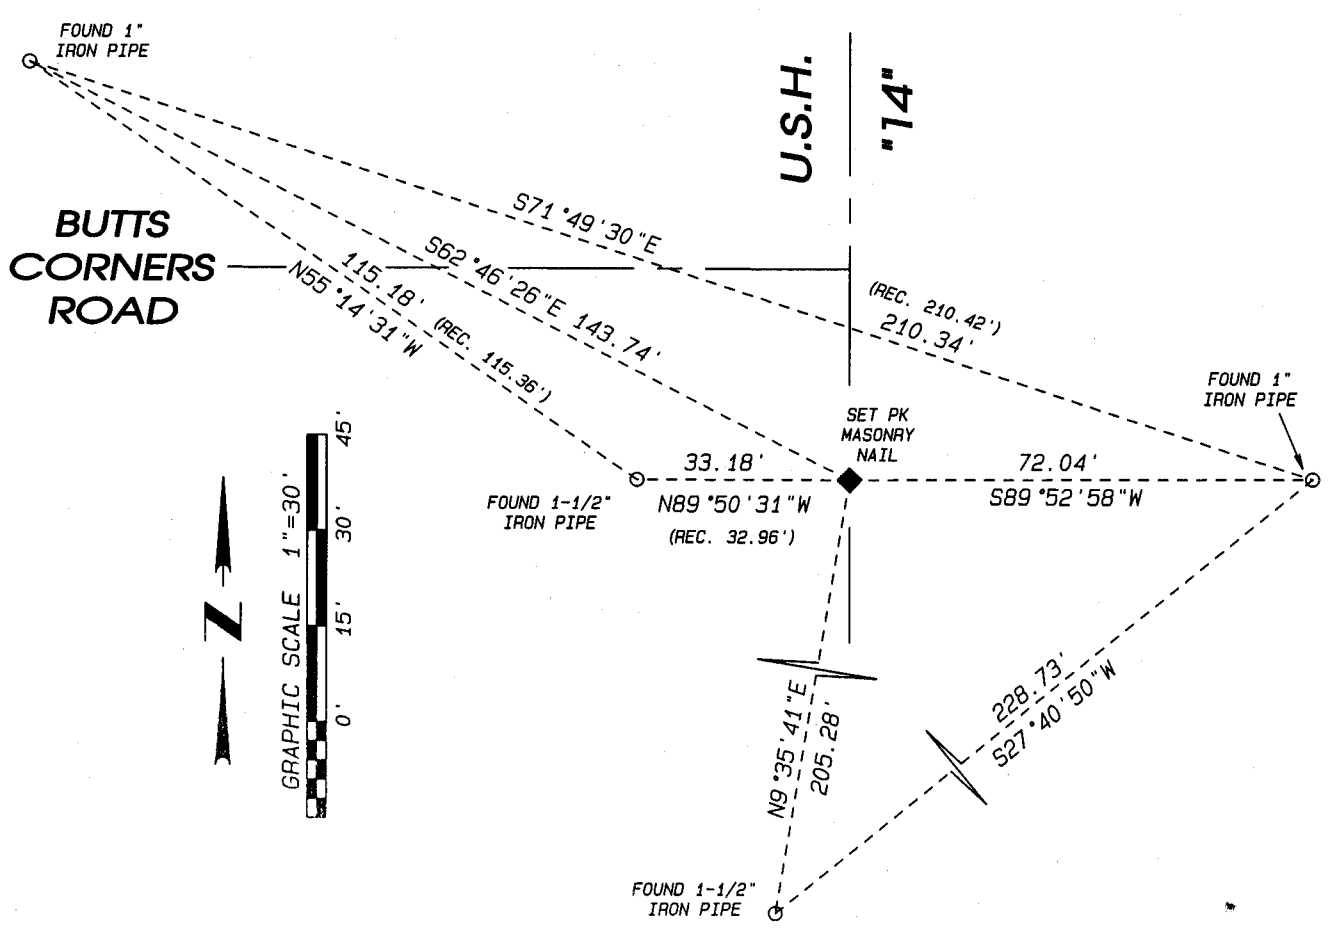 FOUND 1"
IRON PIPE
U.S.H.
"14"
BUTTS
CORNERS
ROAD
S71°49'30"E
(REC. 210.42')
210.34'
S62°46'26"E 143.74'
115.18' (REC. 115.36')
N55°14'31"W
FOUND 1"
IRON PIPE
SET PK
MASONRY
NAIL
33.18'
N89°50'31"W
(REC. 32.96')
72.04'
S89°52'58"W
FOUND 1-1/2"
IRON PIPE
GRAPHIC SCALE 1"=30'
45'
30'
15'
0'
N
N9°35'41"E
205.28'
228.73'
S27°40'50"W
FOUND 1-1/2"
IRON PIPE